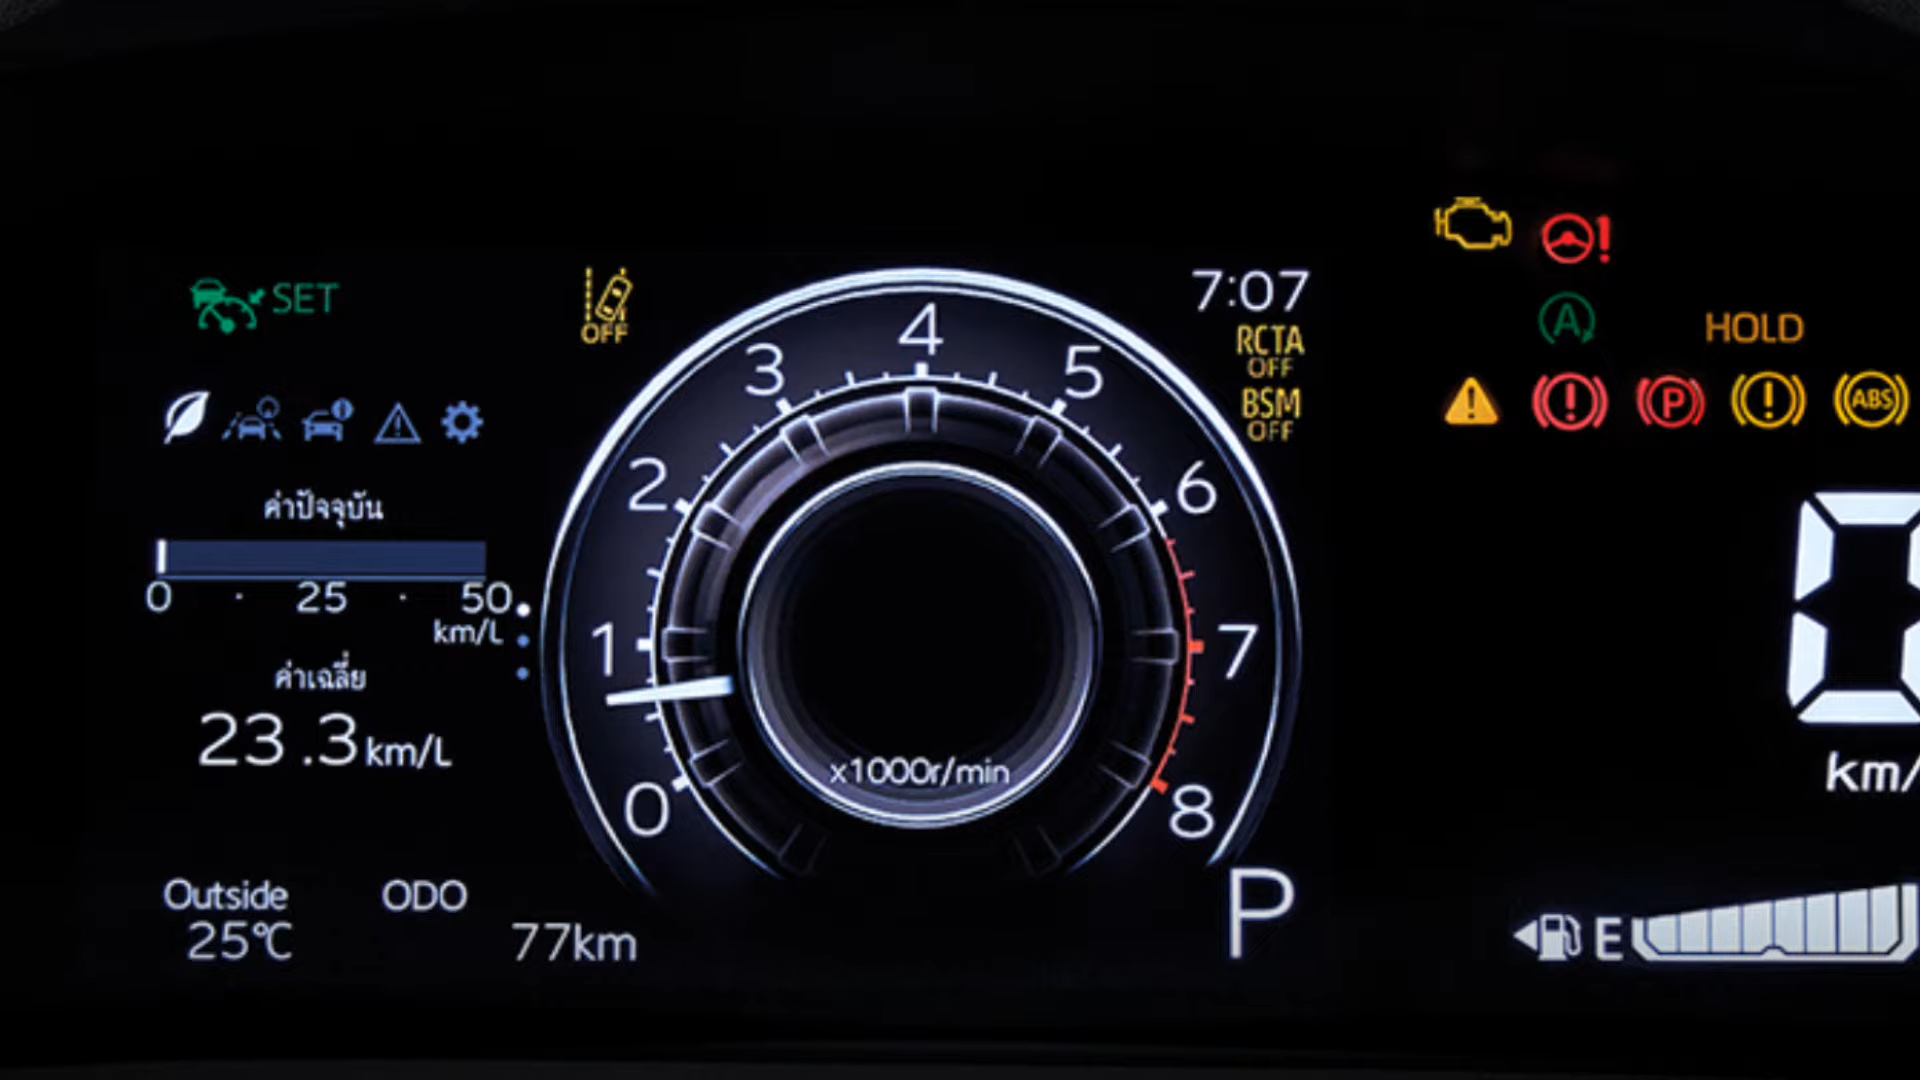 SET
OFF
7:07
RCTA
OFF
BSM
OFF
HOLD
P
ABS
A
ค่าปัจจุบัน
0 · 25 · 50
km/L
ค่าเฉลี่ย
23.3 km/L
0
1
2
3
4
5
6
7
8
x1000r/min
0
km/
Outside
25℃
ODO
77km
P
E